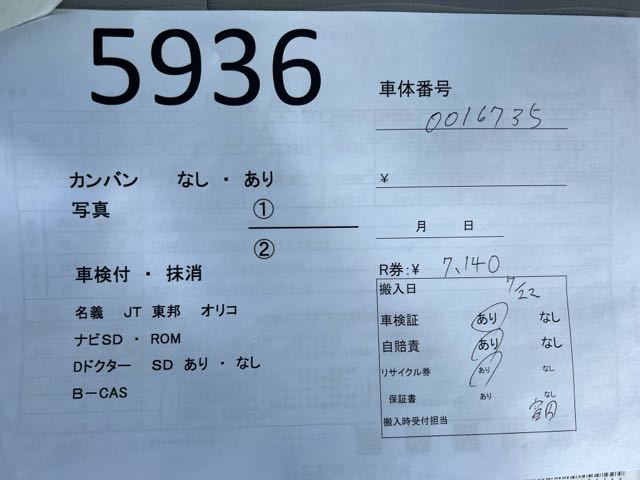 5936
車体番号
0016735
カンバン なし ・ あり
¥
写真 ①
②
月 日
車検付 ・ 抹消
R券:¥ 7,140
搬入日 7/22
名義 JT 東邦 オリコ
車検証 あり なし
ナビSD ・ ROM
自賠責 あり なし
Dドクター SD あり ・ なし
リサイクル券 あり なし
B-CAS
保証書 あり なし
搬入時受付担当